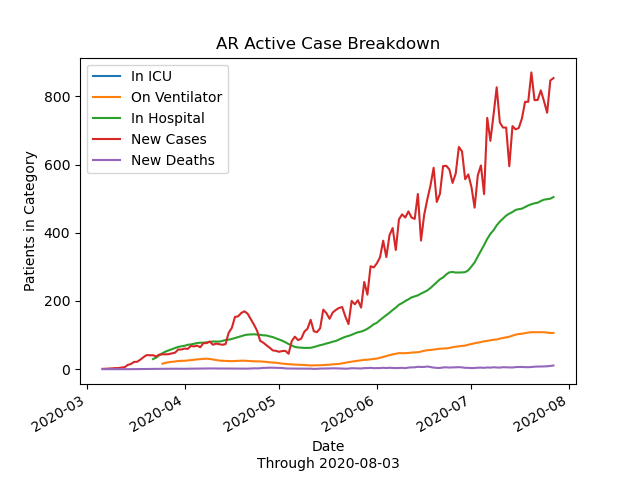 AR Active Case Breakdown
In ICU
On Ventilator
In Hospital
New Cases
New Deaths
Patients in Category
800
600
400
200
0
2020-03
2020-04
2020-05
2020-06
2020-07
2020-08
Date
Through 2020-08-03